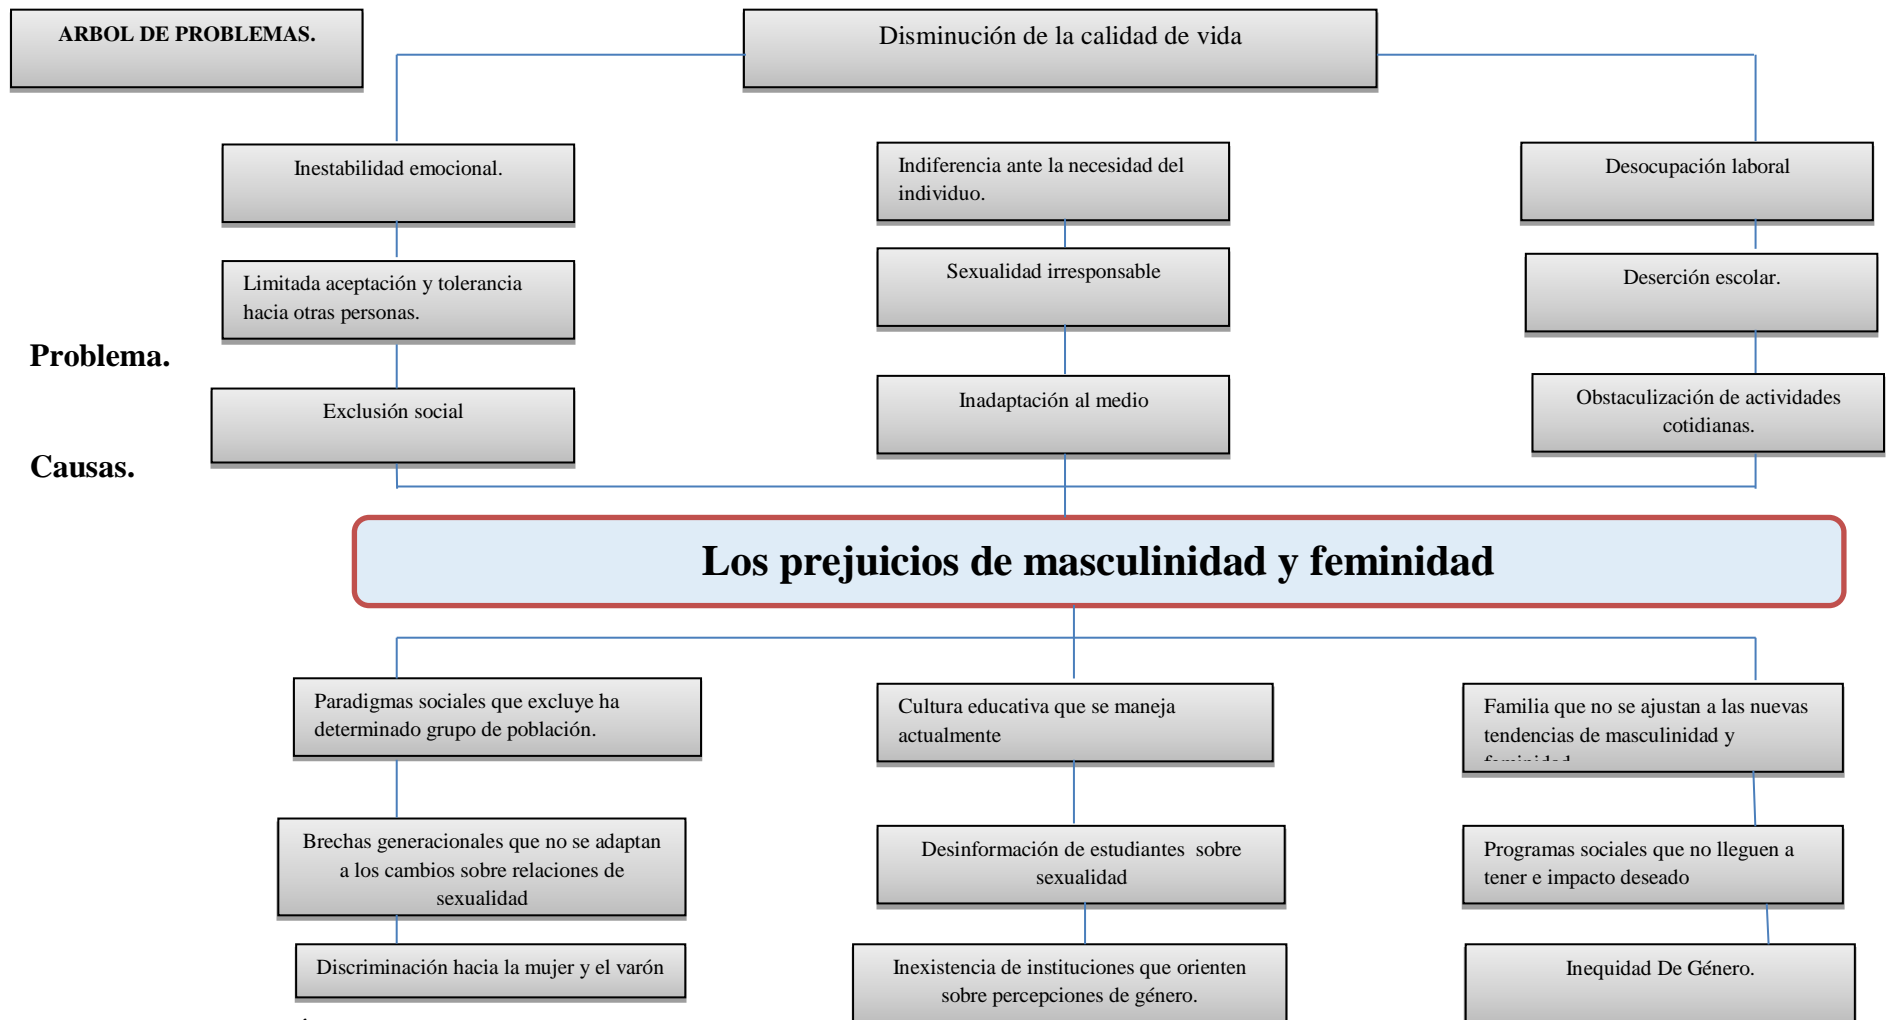 ARBOL DE PROBLEMAS.
Disminución de la calidad de vida
Inestabilidad emocional.
Indiferencia ante la necesidad del
individuo.
Desocupación laboral
Limitada aceptación y tolerancia
hacia otras personas.
Sexualidad irresponsable
Deserción escolar.
Problema.
Exclusión social
Inadaptación al medio
Obstaculización de actividades
cotidianas.
Causas.
Los prejuicios de masculinidad y feminidad
Paradigmas sociales que excluye ha
determinado grupo de población.
Cultura educativa que se maneja
actualmente
Familia que no se ajustan a las nuevas
tendencias de masculinidad y
Brechas generacionales que no se adaptan
a los cambios sobre relaciones de
sexualidad
Desinformación de estudiantes sobre
sexualidad
Programas sociales que no lleguen a
tener e impacto deseado
Discriminación hacia la mujer y el varón
Inexistencia de instituciones que orienten
sobre percepciones de género.
Inequidad De Género.